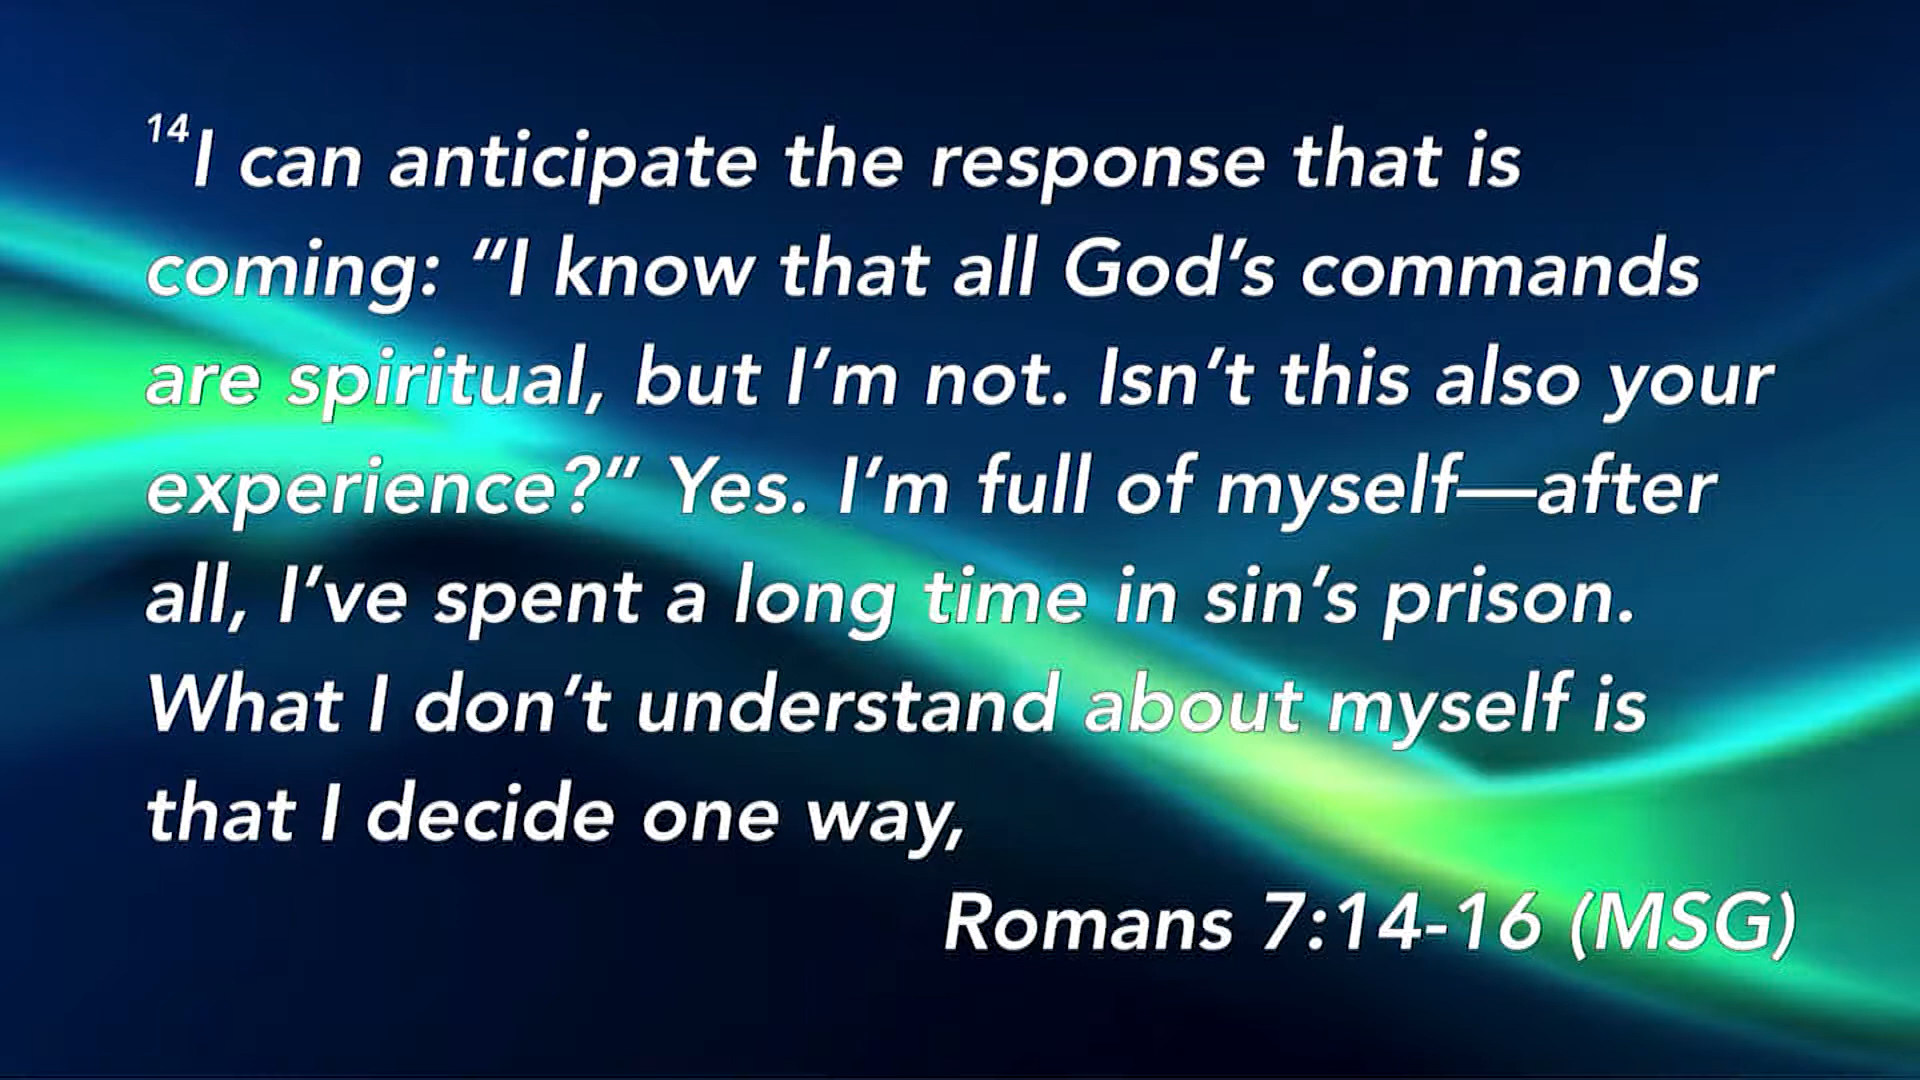 14I can anticipate the response that is
coming: “I know that all God’s commands
are spiritual, but I’m not. Isn’t this also your
experience?” Yes. I’m full of myself—after
all, I’ve spent a long time in sin’s prison.
What I don’t understand about myself is
that I decide one way,
Romans 7:14-16 (MSG)